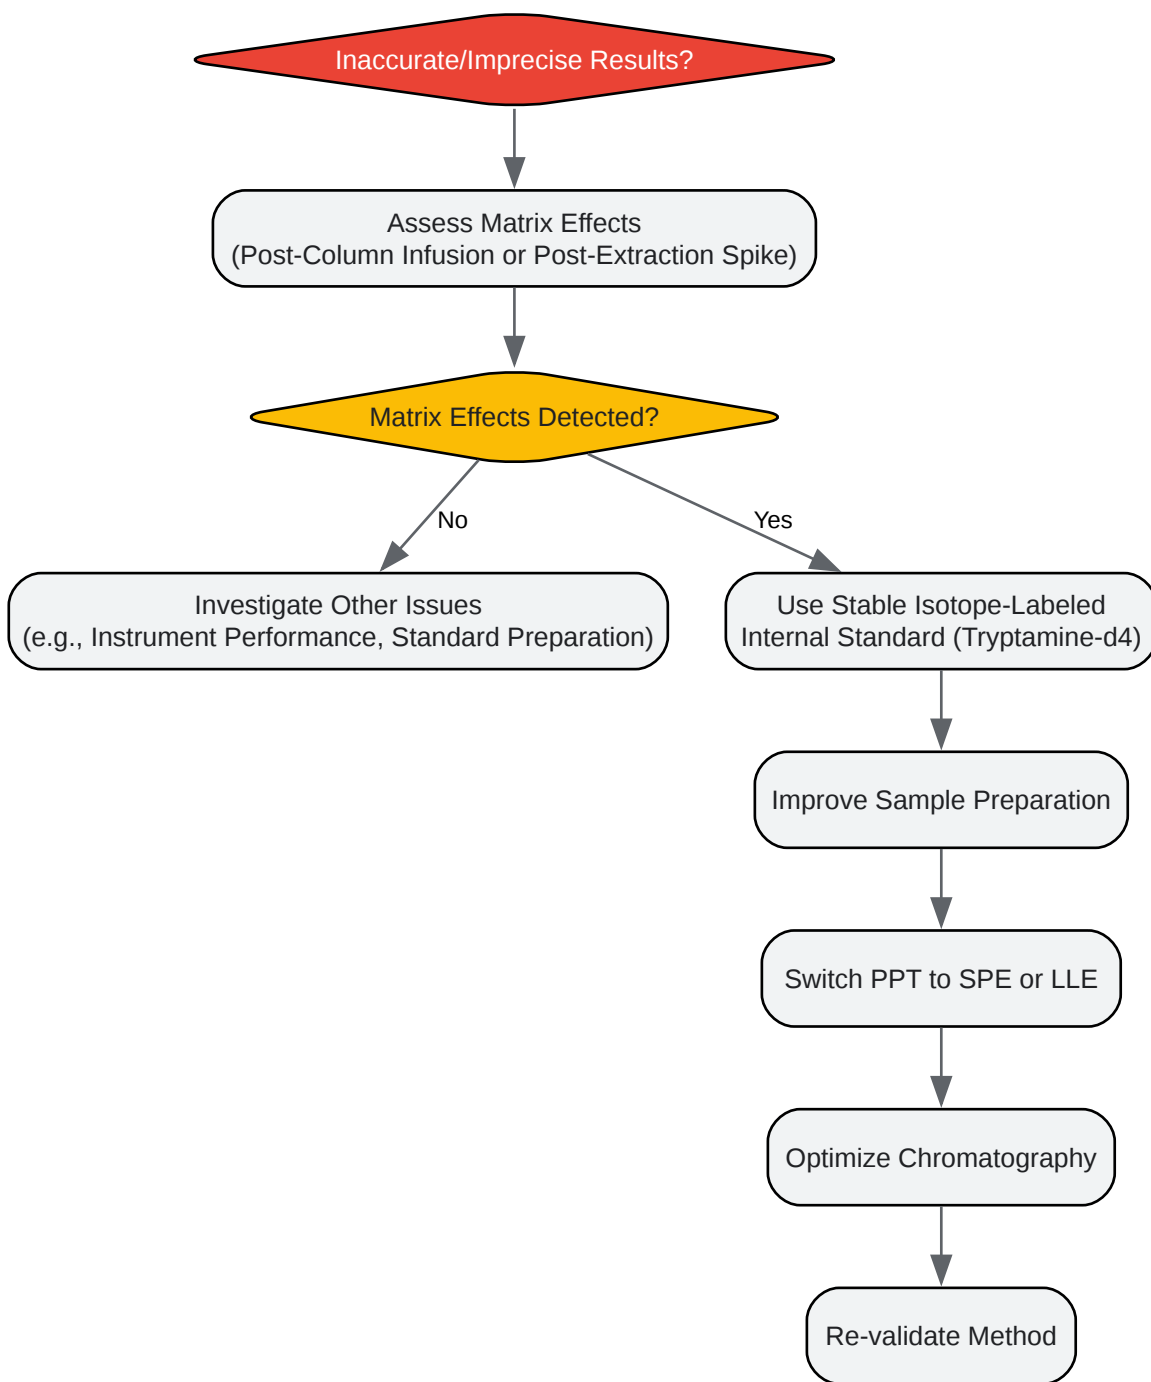 Inaccurate/Imprecise Results?
Assess Matrix Effects
(Post-Column Infusion or Post-Extraction Spike)
Matrix Effects Detected?
No
Yes
Investigate Other Issues
(e.g., Instrument Performance, Standard Preparation)
Use Stable Isotope-Labeled
Internal Standard (Tryptamine-d4)
Improve Sample Preparation
Switch PPT to SPE or LLE
Optimize Chromatography
Re-validate Method